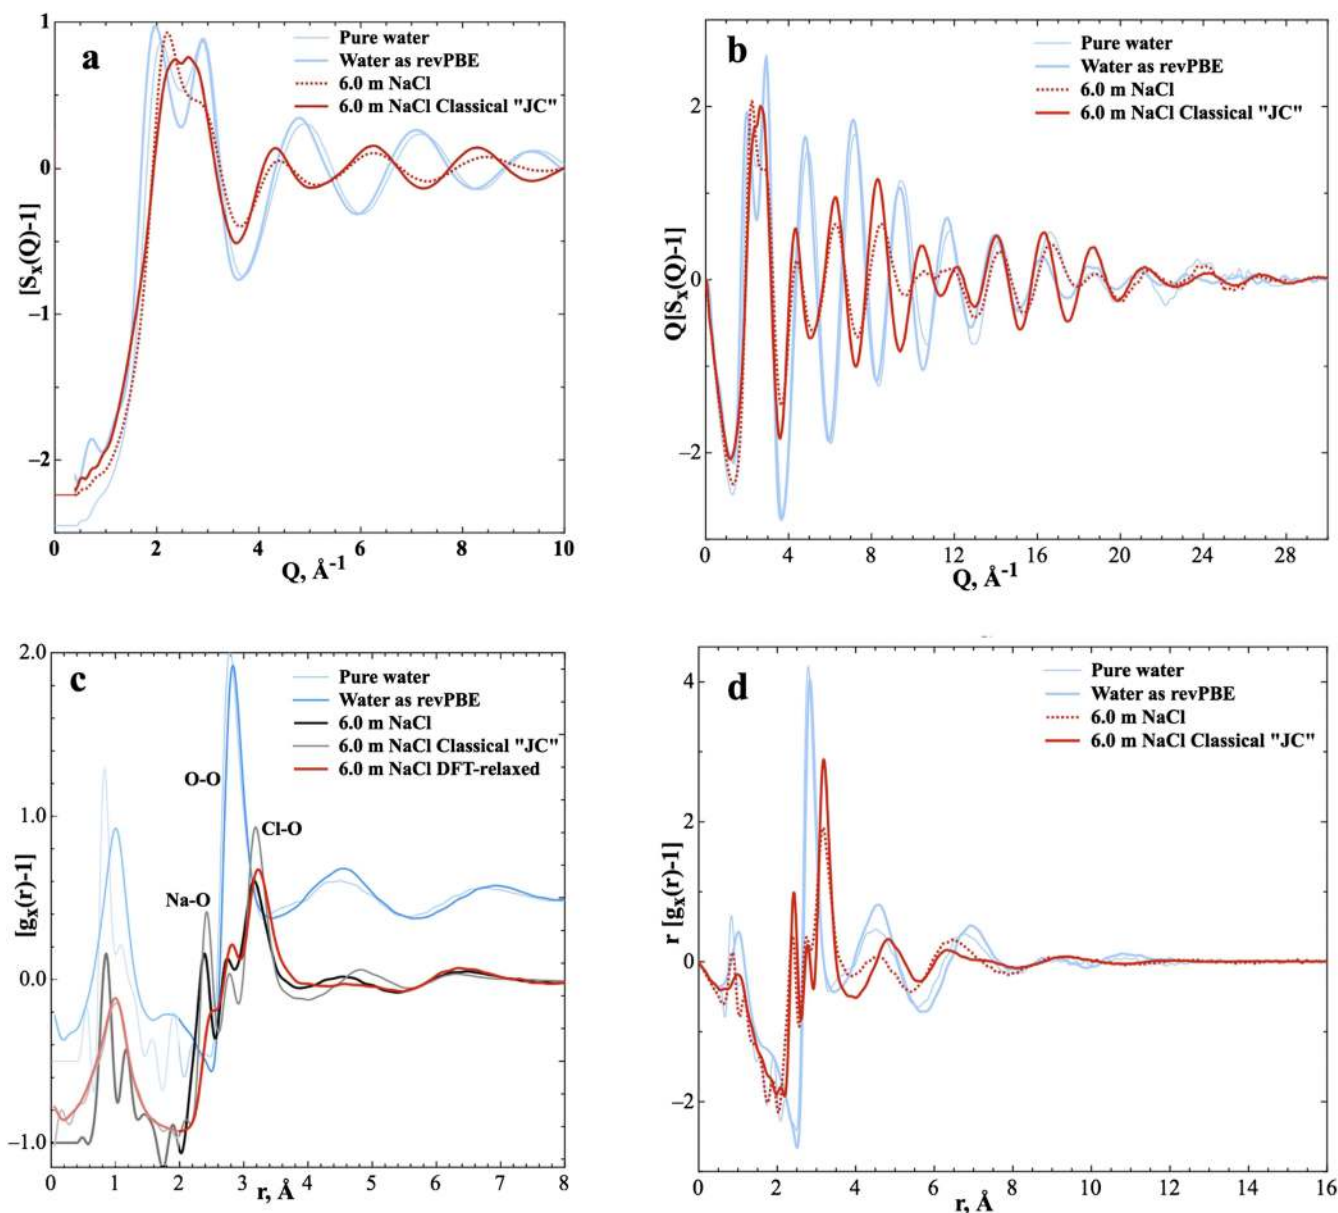 a
Pure water
Water as revPBE
6.0 m NaCl
6.0 m NaCl Classical "JC"
1
0
−1
−2
[Sx(Q)-1]
0
2
4
6
8
10
Q, Å-1
b
Pure water
Water as revPBE
6.0 m NaCl
6.0 m NaCl Classical "JC"
2
0
−2
Q[Sx(Q)-1]
0
4
8
12
16
20
24
28
Q, Å-1
c
Pure water
Water as revPBE
6.0 m NaCl
6.0 m NaCl Classical "JC"
6.0 m NaCl DFT-relaxed
O-O
Cl-O
Na-O
2.0
1.0
0.0
−1.0
[gx(r)-1]
0
1
2
3
4
5
6
7
8
r, Å
d
Pure water
Water as revPBE
6.0 m NaCl
6.0 m NaCl Classical "JC"
4
2
0
−2
r [gx(r)-1]
0
2
4
6
8
10
12
14
16
r, Å